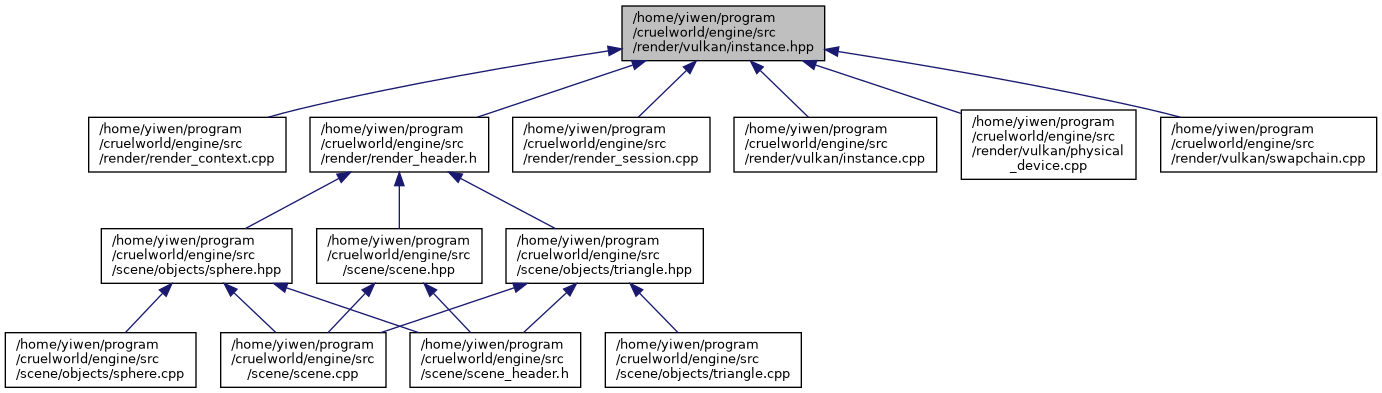 /home/yiwen/program
/cruelworld/engine/src
/render/vulkan/instance.hpp
/home/yiwen/program
/cruelworld/engine/src
/render/render_context.cpp
/home/yiwen/program
/cruelworld/engine/src
/render/render_header.h
/home/yiwen/program
/cruelworld/engine/src
/render/render_session.cpp
/home/yiwen/program
/cruelworld/engine/src
/render/vulkan/instance.cpp
/home/yiwen/program
/cruelworld/engine/src
/render/vulkan/physical
_device.cpp
/home/yiwen/program
/cruelworld/engine/src
/render/vulkan/swapchain.cpp
/home/yiwen/program
/cruelworld/engine/src
/scene/objects/sphere.hpp
/home/yiwen/program
/cruelworld/engine/src
/scene/scene.hpp
/home/yiwen/program
/cruelworld/engine/src
/scene/objects/triangle.hpp
/home/yiwen/program
/cruelworld/engine/src
/scene/objects/sphere.cpp
/home/yiwen/program
/cruelworld/engine/src
/scene/scene.cpp
/home/yiwen/program
/cruelworld/engine/src
/scene/scene_header.h
/home/yiwen/program
/cruelworld/engine/src
/scene/objects/triangle.cpp